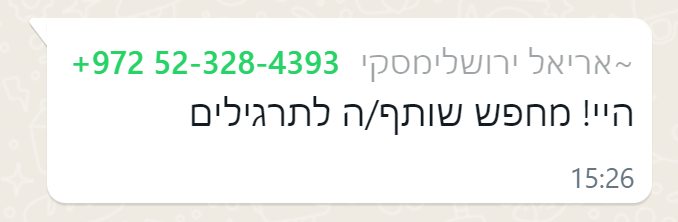 ~אריאל ירושלימסקי +972 52-328-4393
היי! מחפש שותף/ה לתרגילים
15:26